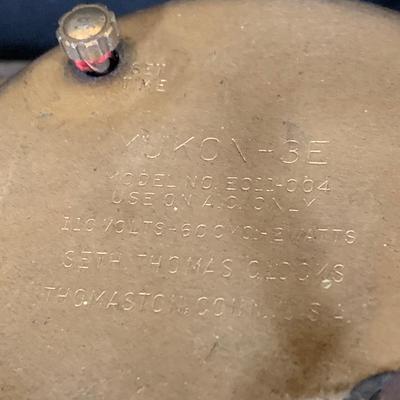 SET
TIME
YUKON-3E
MODEL NO. E011-004
USE ON A.C. ONLY
110 VOLTS-60 CY.-2 WATTS
SETH THOMAS CLOCKS
THOMASTON, CONN. U.S.A.